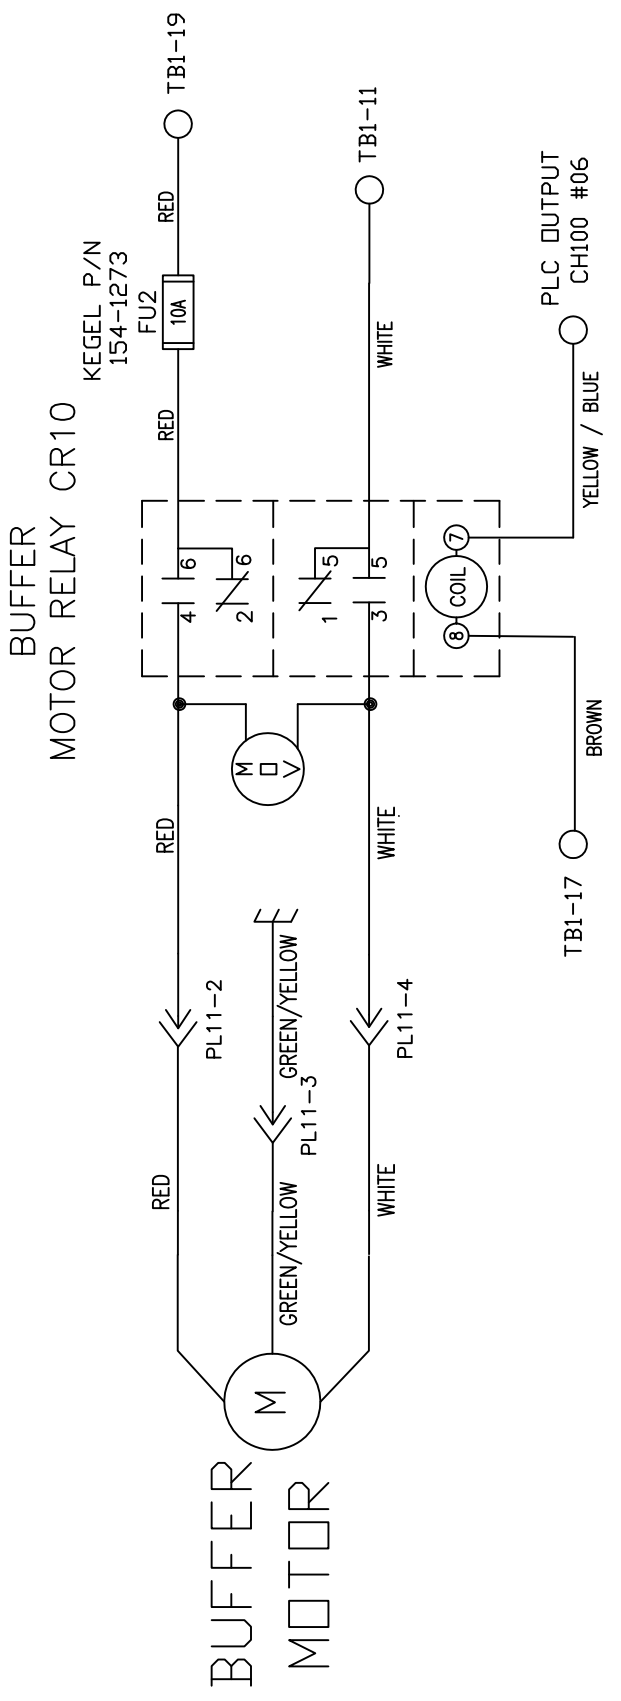 BUFFER
MOTOR RELAY CR10
KEGEL P/N
154-1273
FU2
10A
RED
RED
TB1-19
TB1-11
WHITE
PLC OUTPUT
CH100 #06
YELLOW / BLUE
4
6
2
6
1
5
3
5
8
COIL
7
BROWN
TB1-17
MOV
RED
WHITE
PL11-2
GREEN/YELLOW
PL11-3
PL11-4
RED
GREEN/YELLOW
WHITE
M
BUFFER
MOTOR